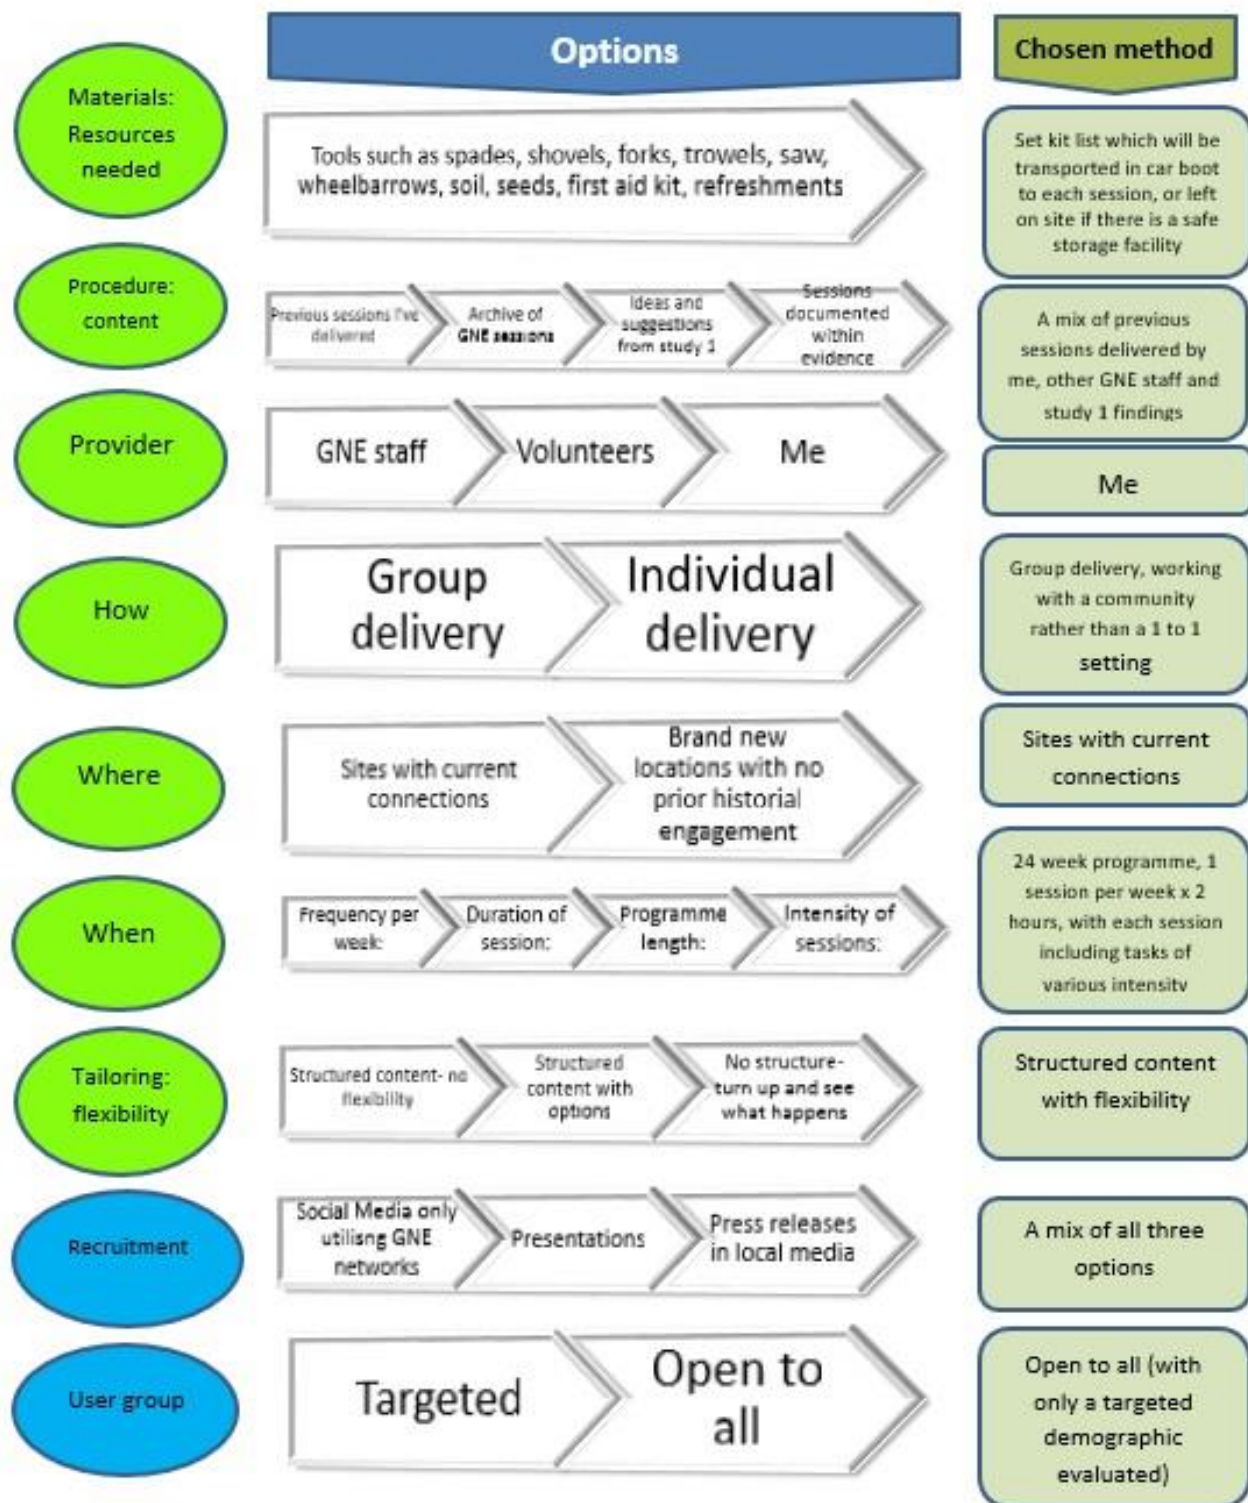 Options
Chosen method
Materials:
Resources
needed
Tools such as spades, shovels, forks, trowels, saw,
wheelbarrows, soil, seeds, first aid kit, refreshments
Set kit list which will be
transported in car boot
to each session, or left
on site if there is a safe
storage facility
Procedure:
content
Previous sessions I've
delivered
Archive of
GNE sessions
Ideas and
suggestions
from study 1
Sessions
documented
within
evidence
A mix of previous
sessions delivered by
me, other GNE staff and
study 1 findings
Provider
GNE staff
Volunteers
Me
Me
How
Group
delivery
Individual
delivery
Group delivery, working
with a community
rather than a 1 to 1
setting
Where
Sites with current
connections
Brand new
locations with no
prior historial
engagement
Sites with current
connections
When
Frequency per
week:
Duration of
session:
Programme
length:
Intensity of
sessions:
24 week programme, 1
session per week x 2
hours, with each session
including tasks of
various intensity
Tailoring:
flexibility
Structured content- no
flexibility
Structured
content with
options
No structure-
turn up and see
what happens
Structured content
with flexibility
Recruitment
Social Media only
utilisng GNE
networks
Presentations
Press releases
in local media
A mix of all three
options
User group
Targeted
Open to
all
Open to all (with
only a targeted
demographic
evaluated)